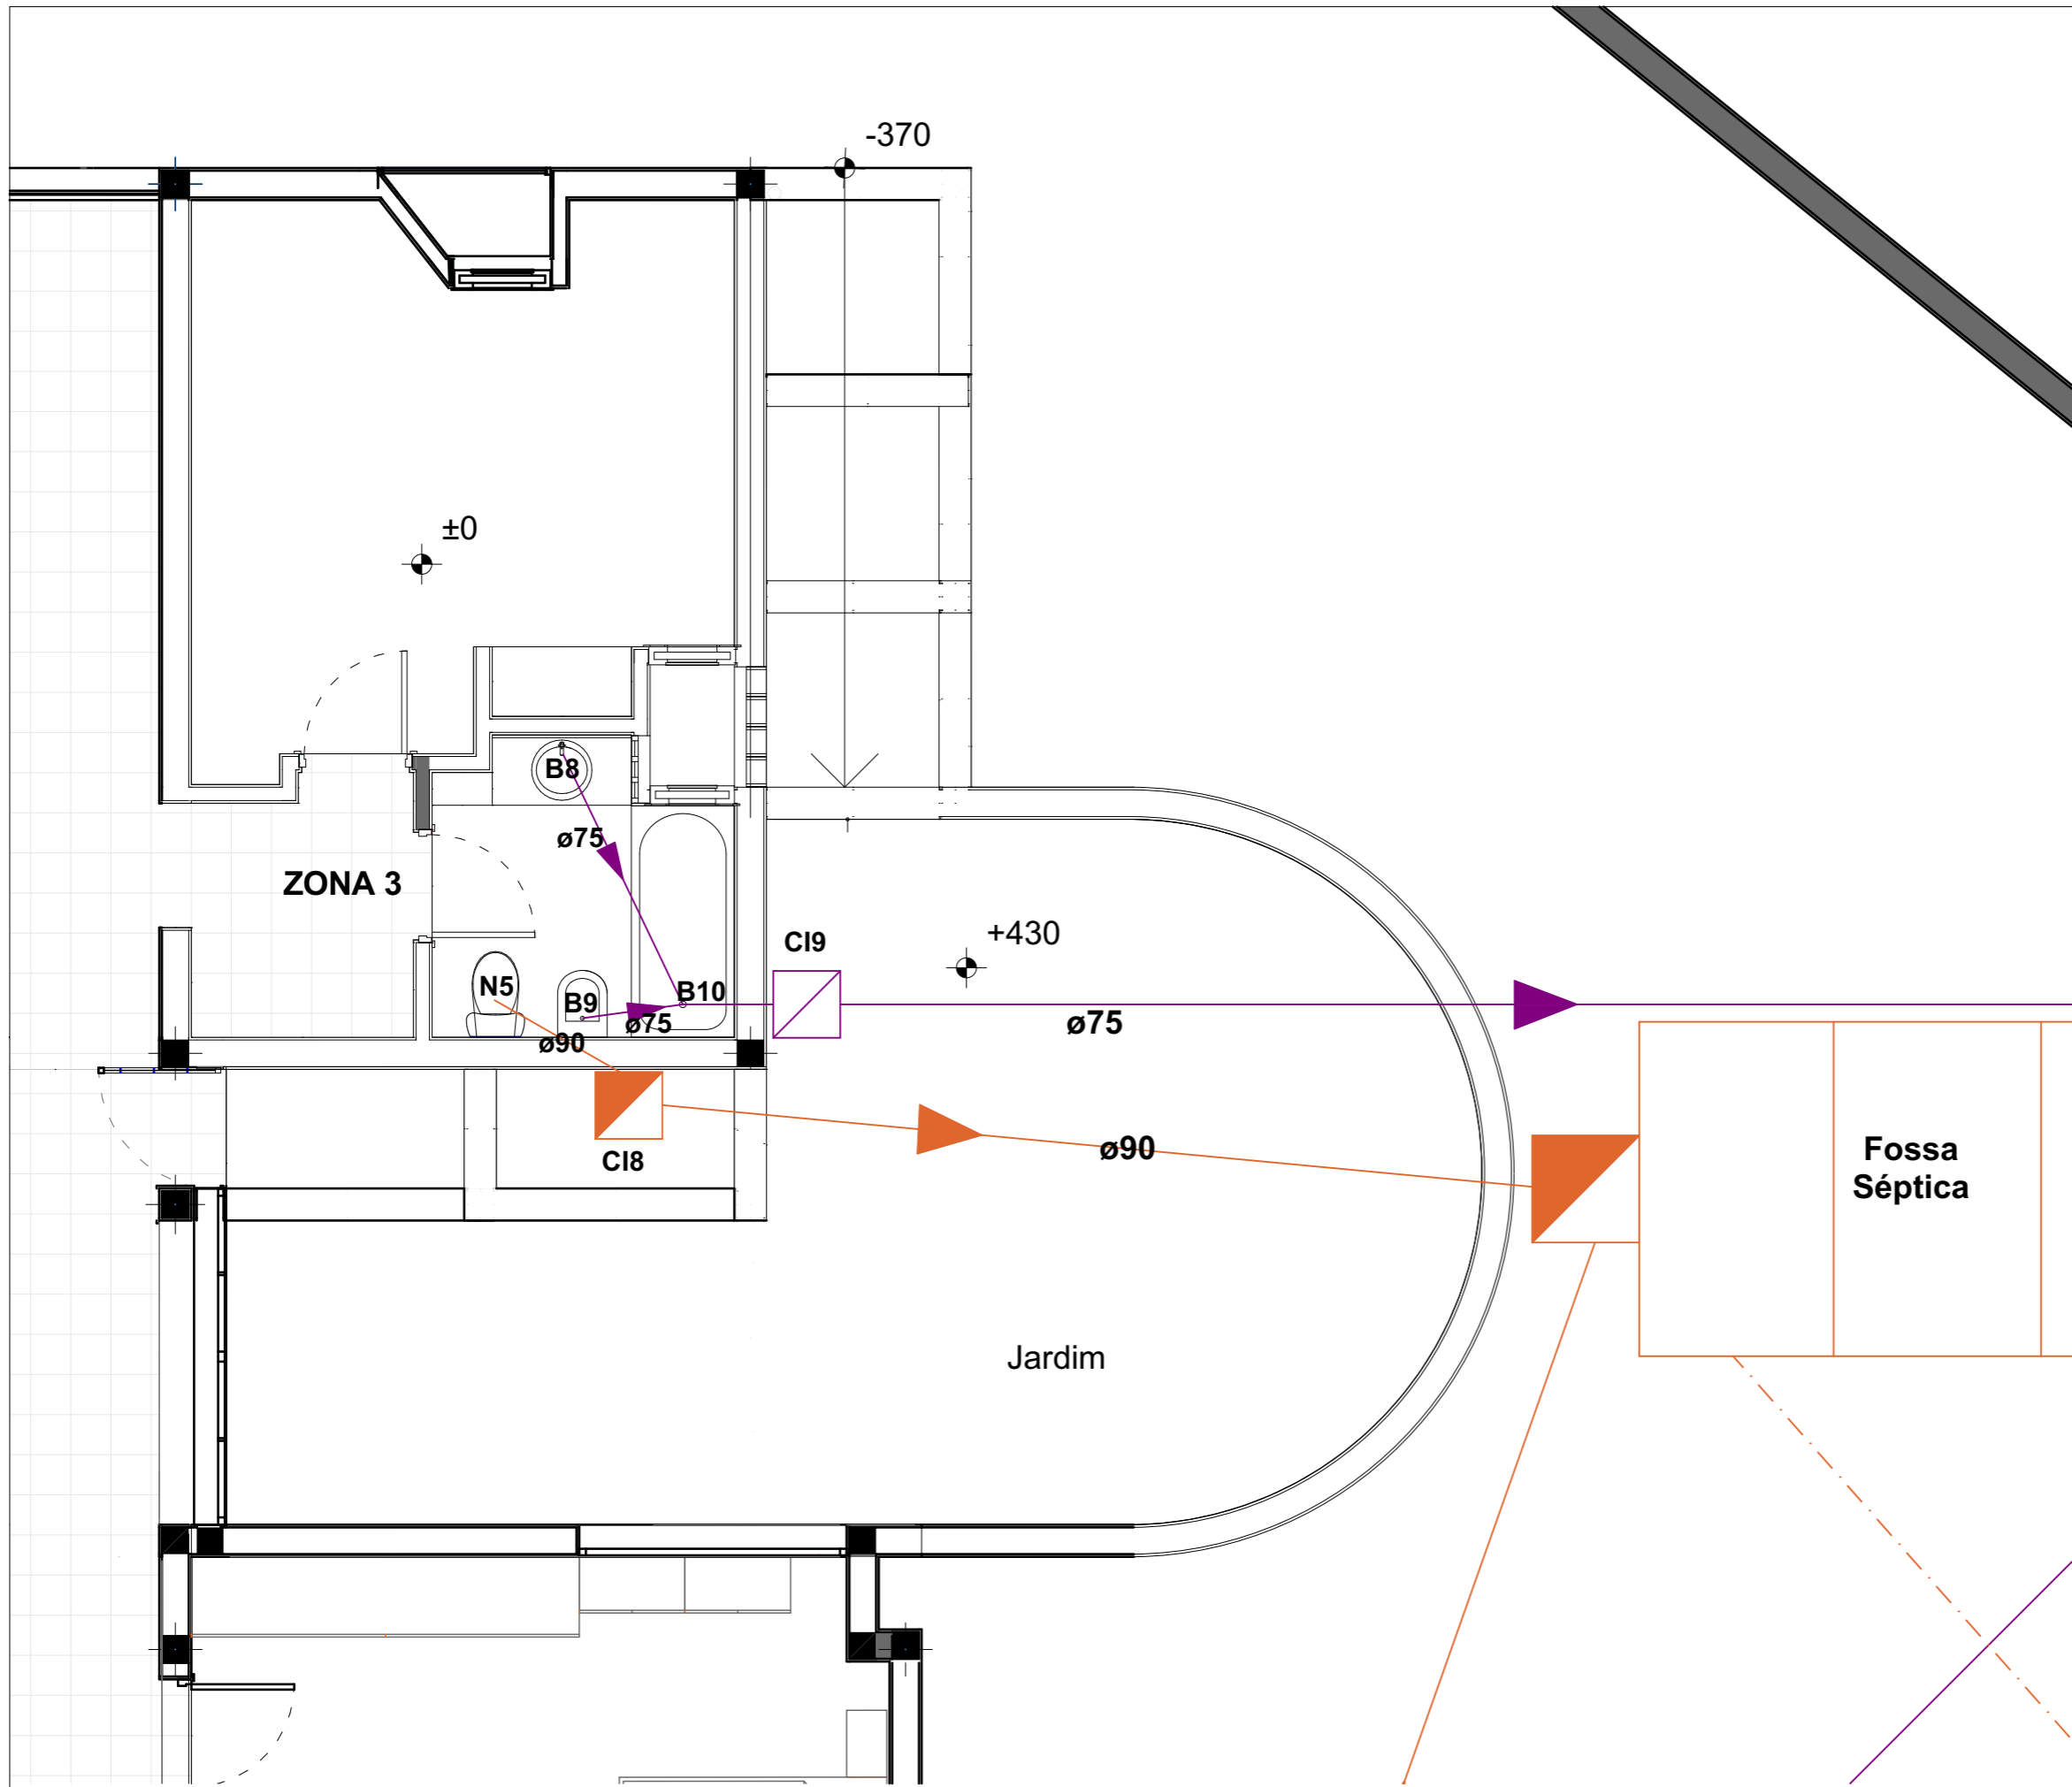 -370
±0
B8
ø75
ZONA 3
+430
CI9
N5
B9
B10
ø75
ø75
ø90
ø90
CI8
Fossa
Séptica
Jardim